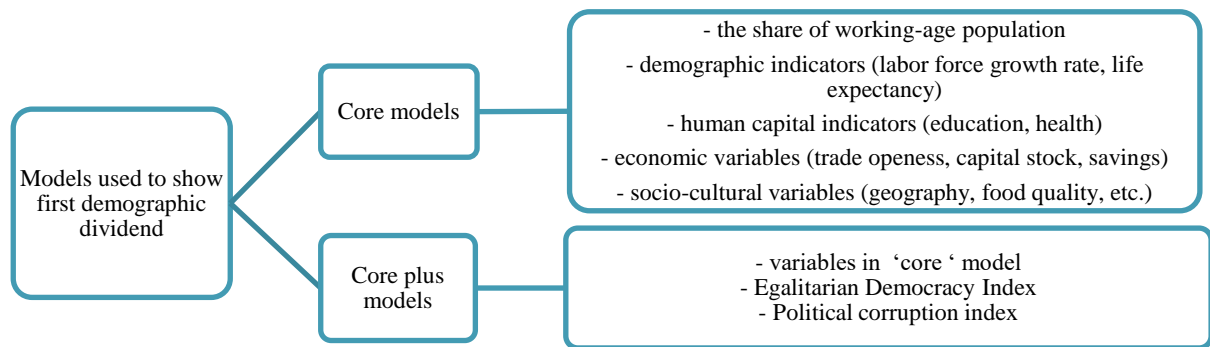 Models used to show
first demographic
dividend
Core models
- the share of working-age population
- demographic indicators (labor force growth rate, life
expectancy)
- human capital indicators (education, health)
- economic variables (trade openess, capital stock, savings)
- socio-cultural variables (geography, food quality, etc.)
Core plus
models
- variables in ‘core ‘ model
- Egalitarian Democracy Index
- Political corruption index